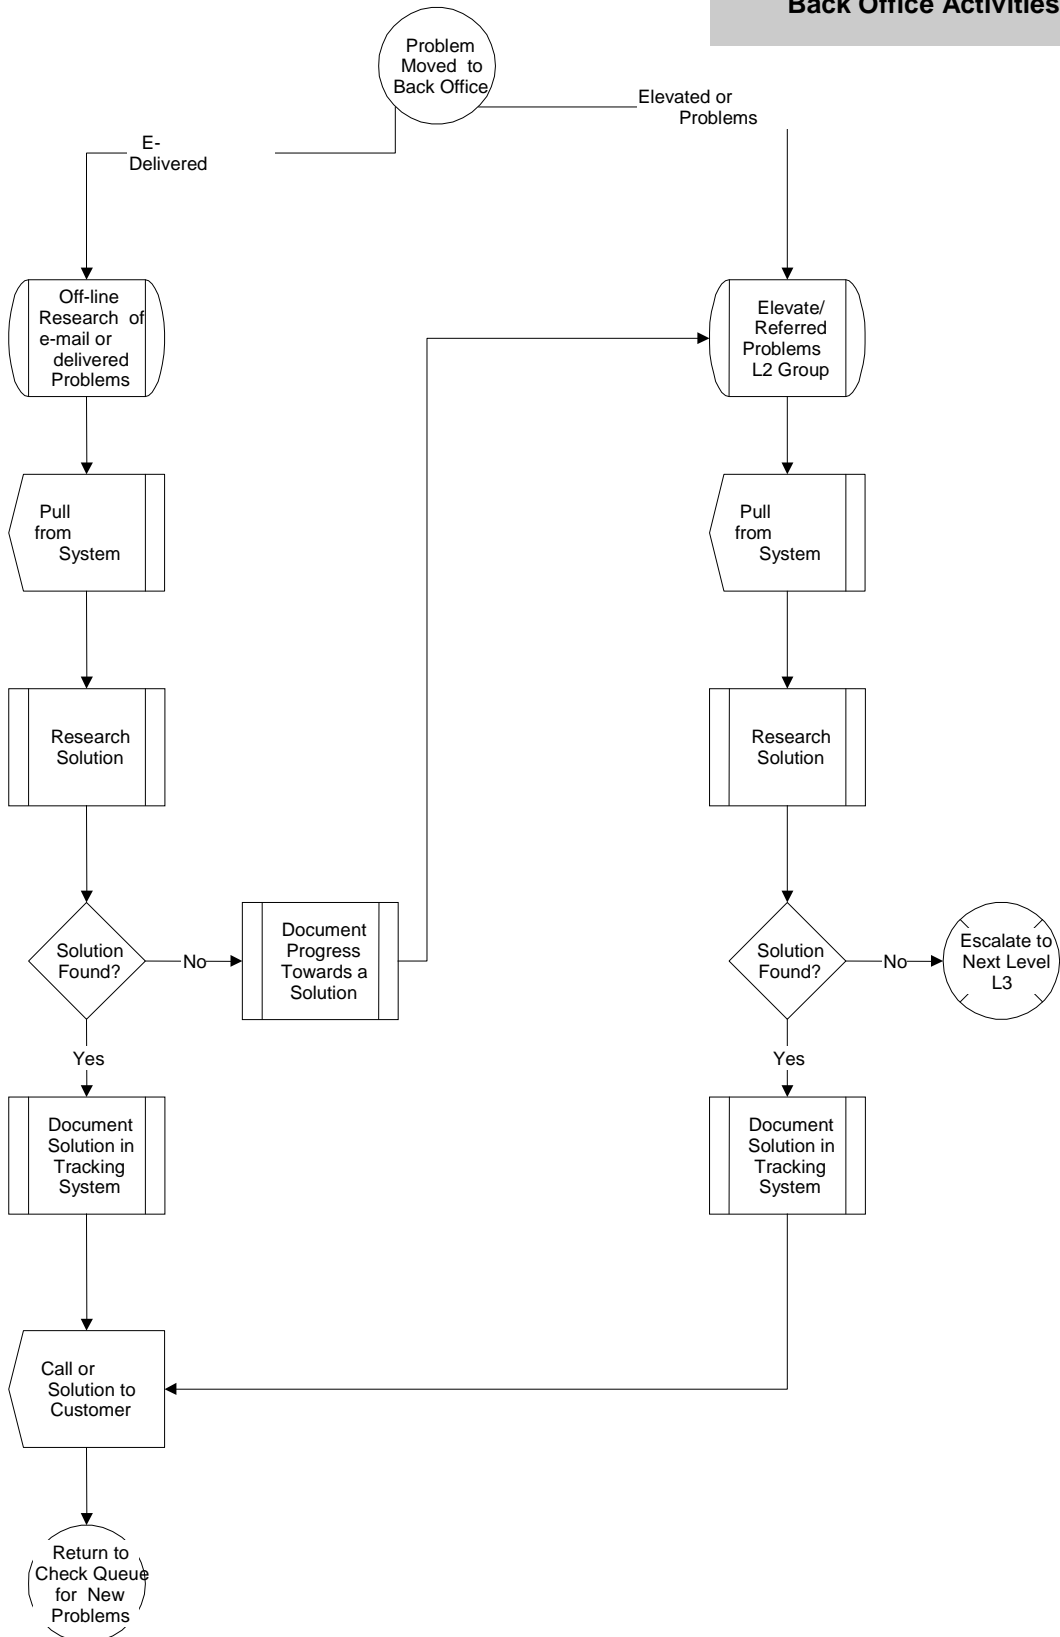 Back Office Activities
Problem
Moved to
Back Office
Elevated or
Problems
E-
Delivered
Off-line
Research of
e-mail or
delivered
Problems
Elevate/
Referred
Problems
L2 Group
Pull
from
System
Pull
from
System
Research
Solution
Research
Solution
Solution
Found?
No
Document
Progress
Towards a
Solution
Solution
Found?
No
Escalate to
Next Level
L3
Yes
Yes
Document
Solution in
Tracking
System
Document
Solution in
Tracking
System
Call or
Solution to
Customer
Return to
Check Queue
for New
Problems